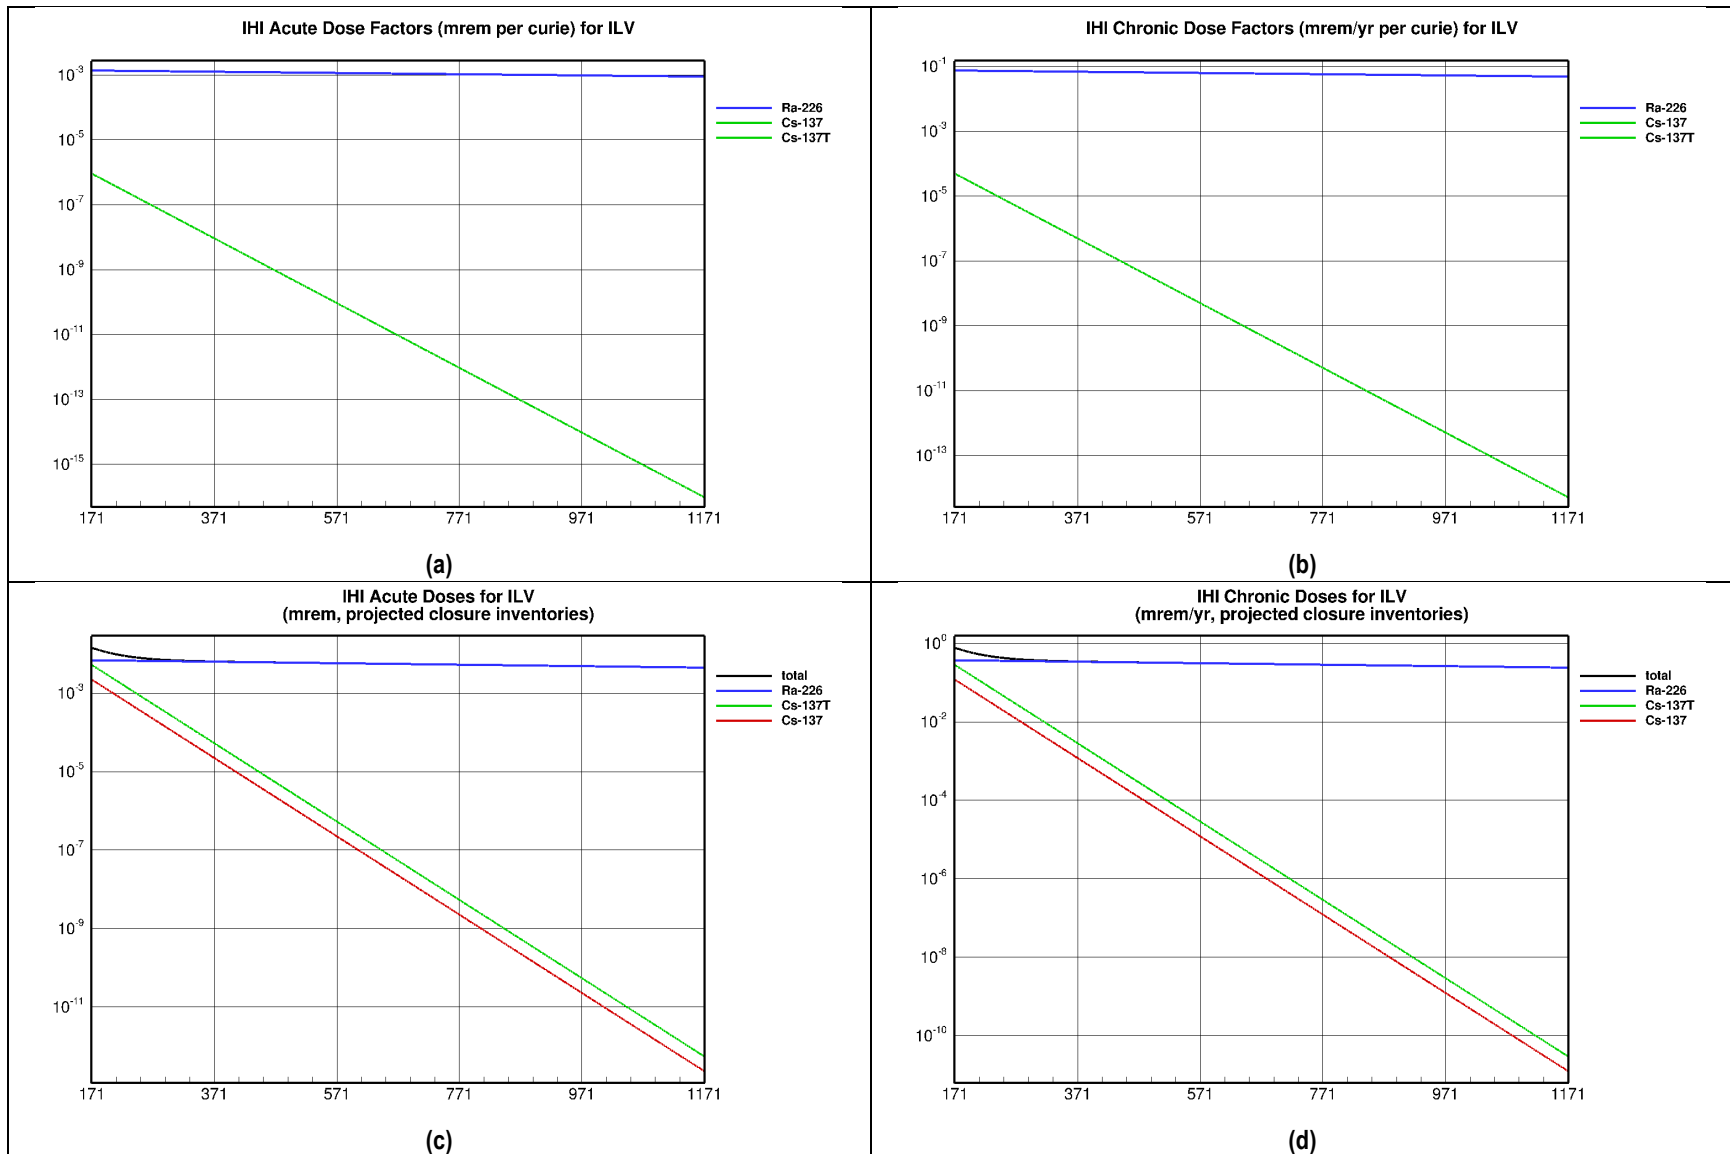 IHI Acute Dose Factors (mrem per curie) for ILV
10-3
10-5
10-7
10-9
10-11
10-13
10-15
171 371 571 771 971 1171
Ra-226
Cs-137
Cs-137T
(a)
IHI Chronic Dose Factors (mrem/yr per curie) for ILV
10-1
10-3
10-5
10-7
10-9
10-11
10-13
171 371 571 771 971 1171
Ra-226
Cs-137
Cs-137T
(b)
IHI Acute Doses for ILV
(mrem, projected closure inventories)
10-3
10-5
10-7
10-9
10-11
171 371 571 771 971 1171
total
Ra-226
Cs-137T
Cs-137
(c)
IHI Chronic Doses for ILV
(mrem/yr, projected closure inventories)
100
10-2
10-4
10-6
10-8
10-10
171 371 571 771 971 1171
total
Ra-226
Cs-137T
Cs-137
(d)